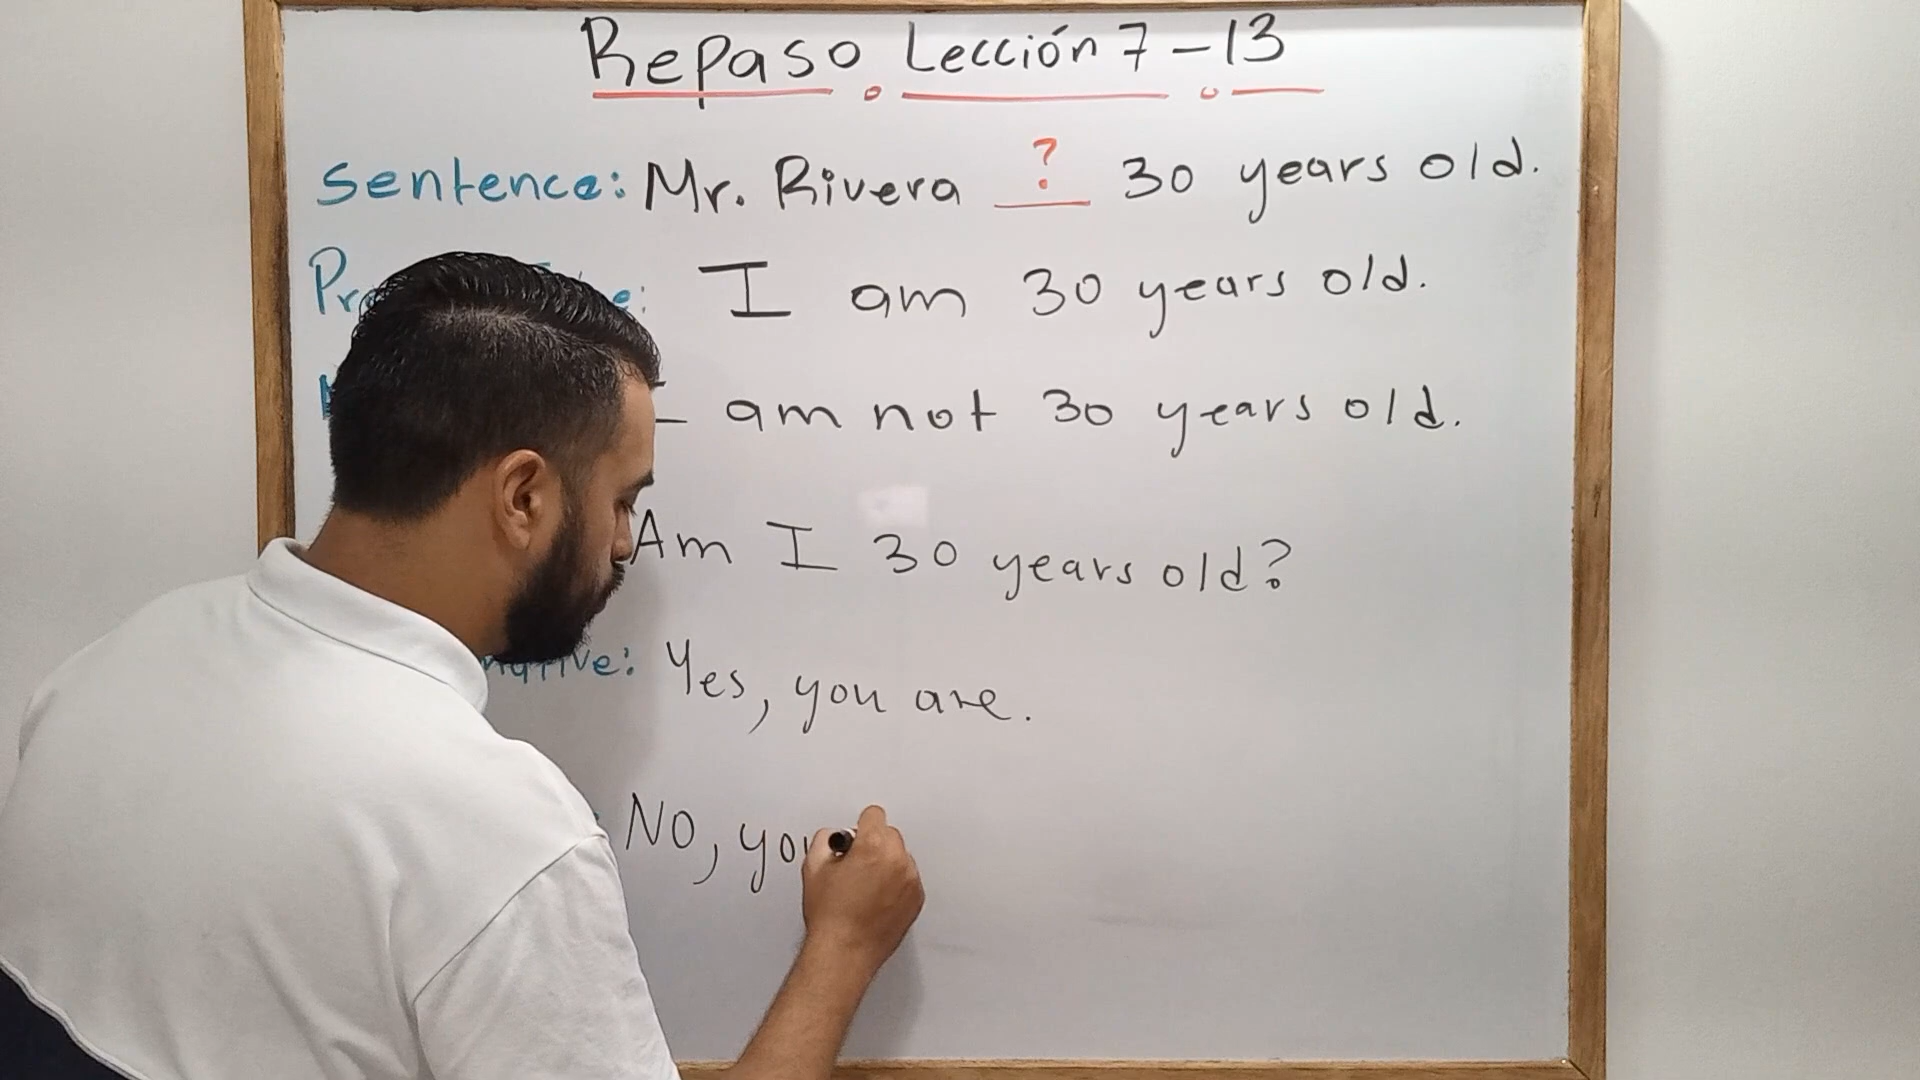 Repaso Lección 7-13
Sentence: Mr. Rivera ? 30 years old.
I am 30 years old.
am not 30 years old.
Am I 30 years old?
Yes, you are.
No, you